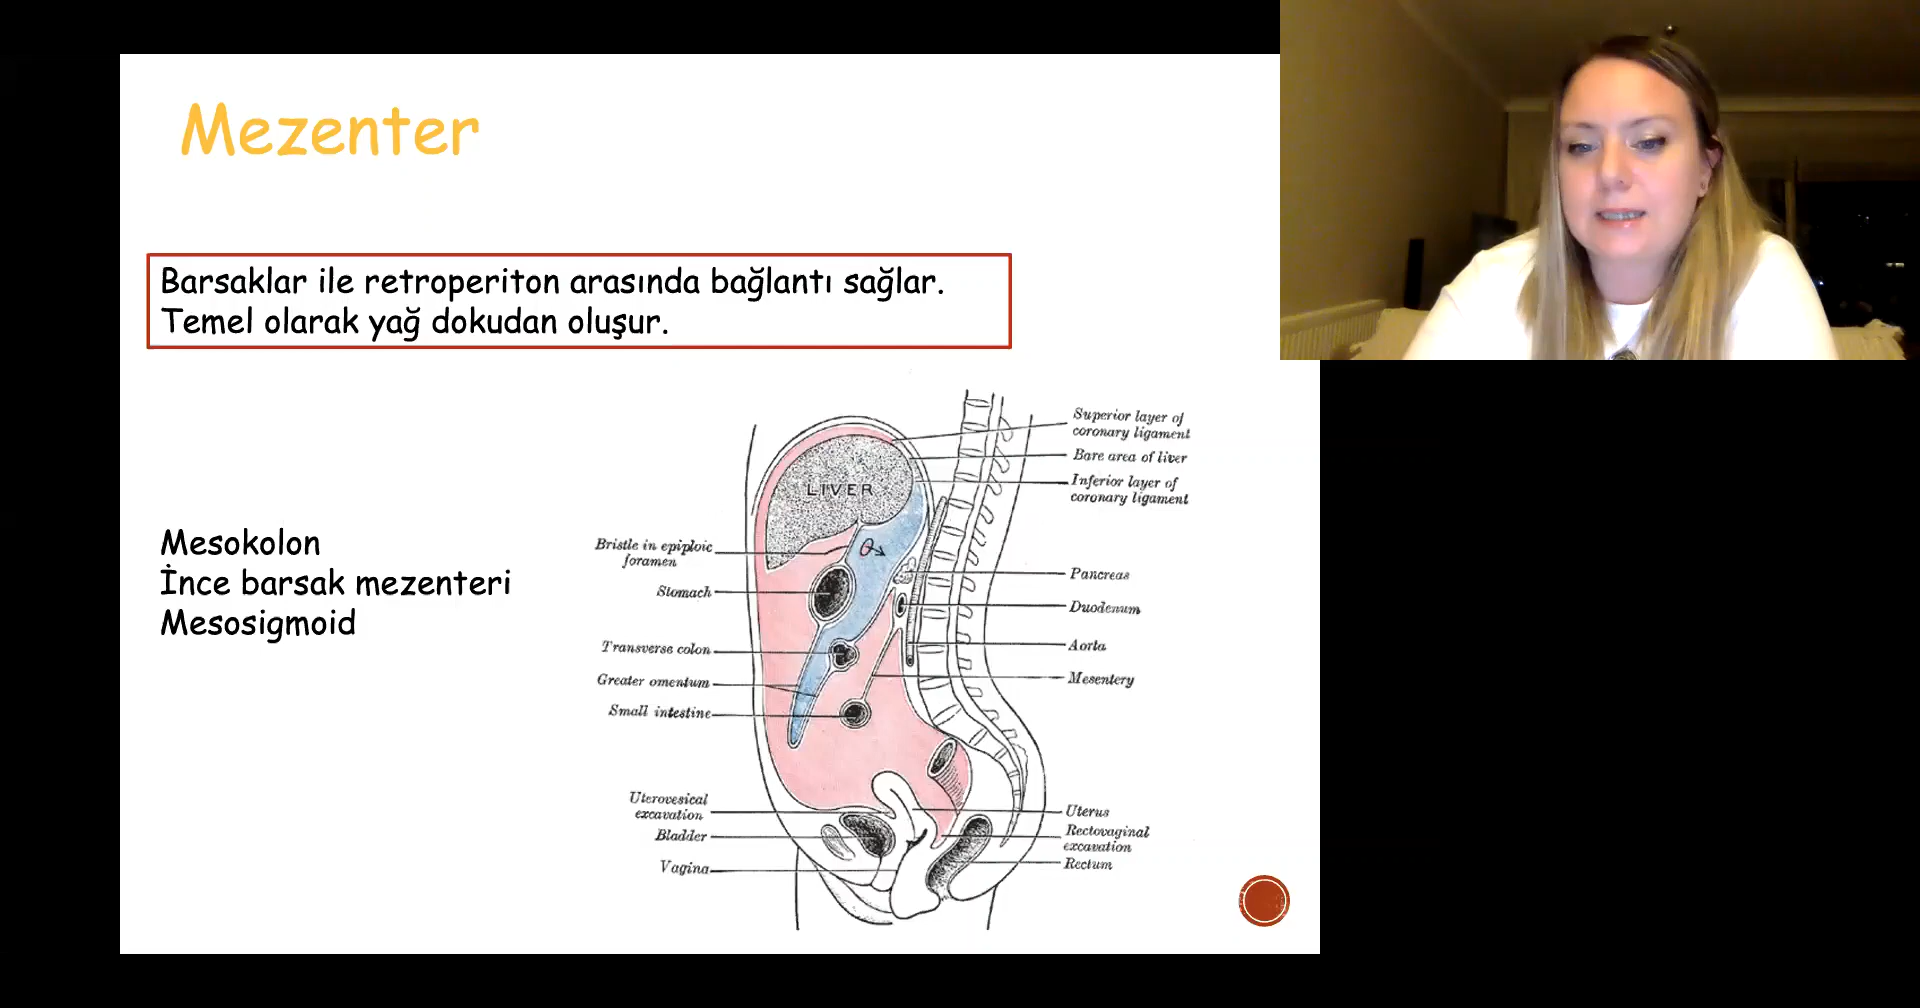 Mezenter
Barsaklar ile retroperiton arasında bağlantı sağlar.
Temel olarak yağ dokudan oluşur.
Mesokolon
İnce barsak mezenteri
Mesosigmoid
LIVER
Bristle in epiploic
foramen
Stomach
Transverse colon
Greater omentum
Small intestine
Uterovesical
excavation
Bladder
Vagina
Superior layer of
coronary ligament
Bare area of liver
Inferior layer of
coronary ligament
Pancreas
Duodenum
Aorta
Mesentery
Uterus
Rectovaginal
excavation
Rectum